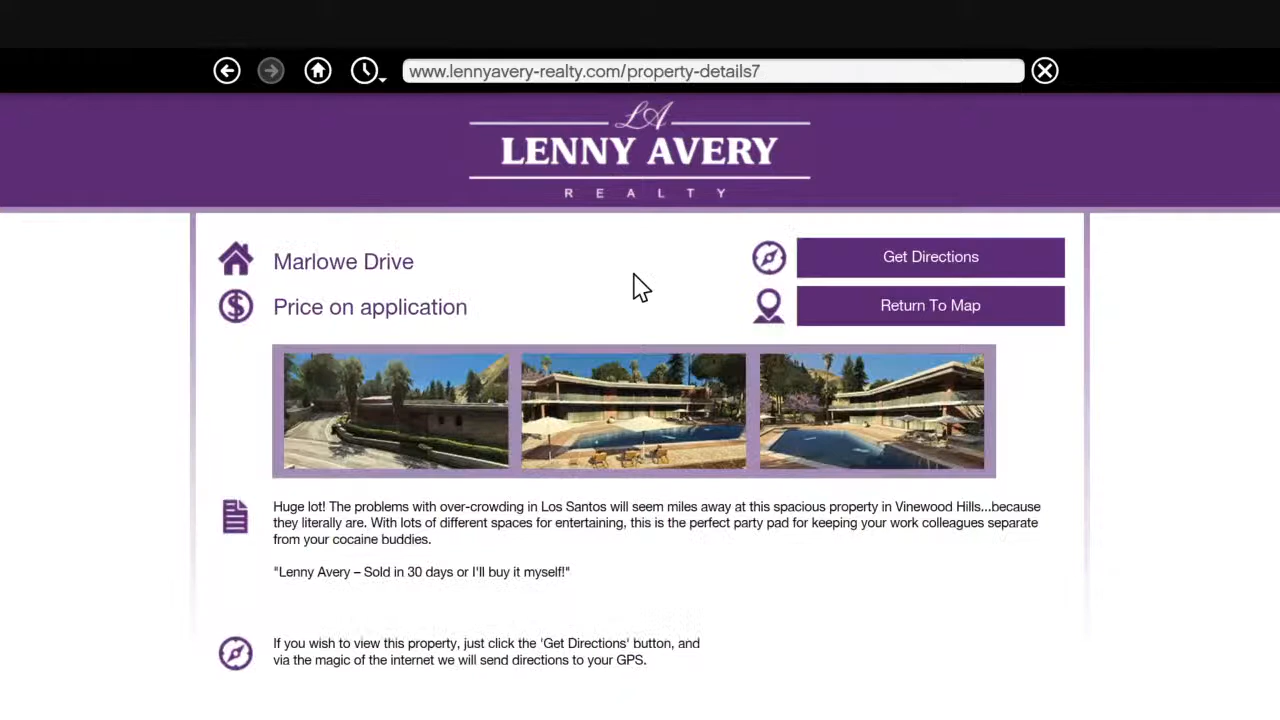 www.lennyavery-realty.com/property-details7
LA
LENNY AVERY
REALTY
Marlowe Drive
Get Directions
Price on application
Return To Map
Huge lot! The problems with over-crowding in Los Santos will seem miles away at this spacious property in Vinewood Hills...because
they literally are. With lots of different spaces for entertaining, this is the perfect party pad for keeping your work colleagues separate
from your cocaine buddies.
"Lenny Avery – Sold in 30 days or I'll buy it myself!"
If you wish to view this property, just click the 'Get Directions' button, and
via the magic of the internet we will send directions to your GPS.